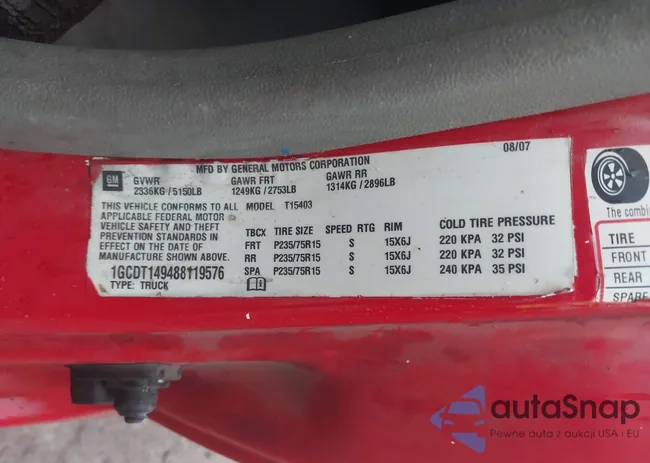 MFD BY GENERAL MOTORS CORPORATION 08/07
GM
GVWR GAWR FRT GAWR RR
2336KG / 5150LB 1249KG / 2753LB 1314KG / 2896LB
THIS VEHICLE CONFORMS TO ALL MODEL T15403
APPLICABLE FEDERAL MOTOR
VEHICLE SAFETY AND THEFT
PREVENTION STANDARDS IN
EFFECT ON THE DATE OF
MANUFACTURE SHOWN ABOVE.
1GCDT149488119576
TYPE: TRUCK
TBCX TIRE SIZE SPEED RTG RIM COLD TIRE PRESSURE
FRT P235/75R15 S 15X6J 220 KPA 32 PSI
RR P235/75R15 S 15X6J 220 KPA 32 PSI
SPA P235/75R15 S 15X6J 240 KPA 35 PSI
The combin
TIRE
FRONT
REAR
SPARE
autaSnap
Pewne auta z aukcji USA i EU